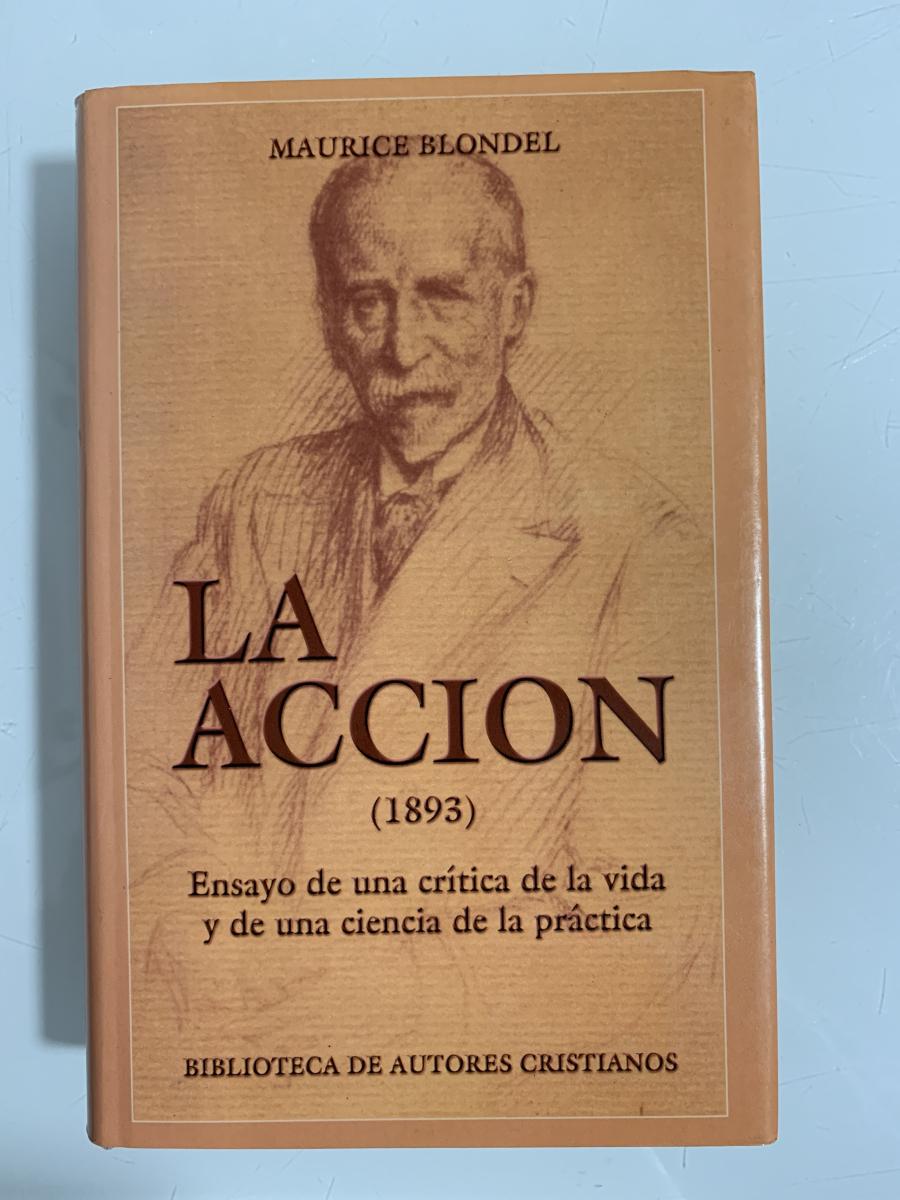 MAURICE BLONDEL
LA
ACCION
(1893)
Ensayo de una crítica de la vida
y de una ciencia de la práctica
BIBLIOTECA DE AUTORES CRISTIANOS